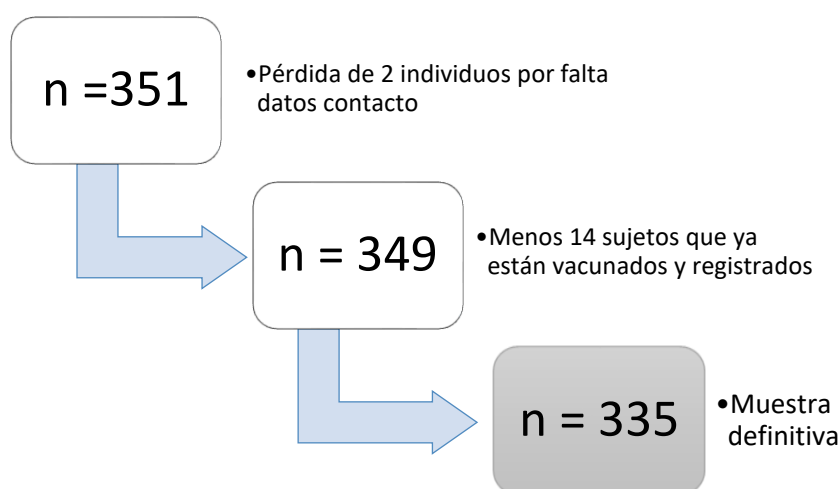 n =351
•Pérdida de 2 individuos por falta
datos contacto
n = 349
•Menos 14 sujetos que ya
están vacunados y registrados
n = 335
•Muestra
definitiva